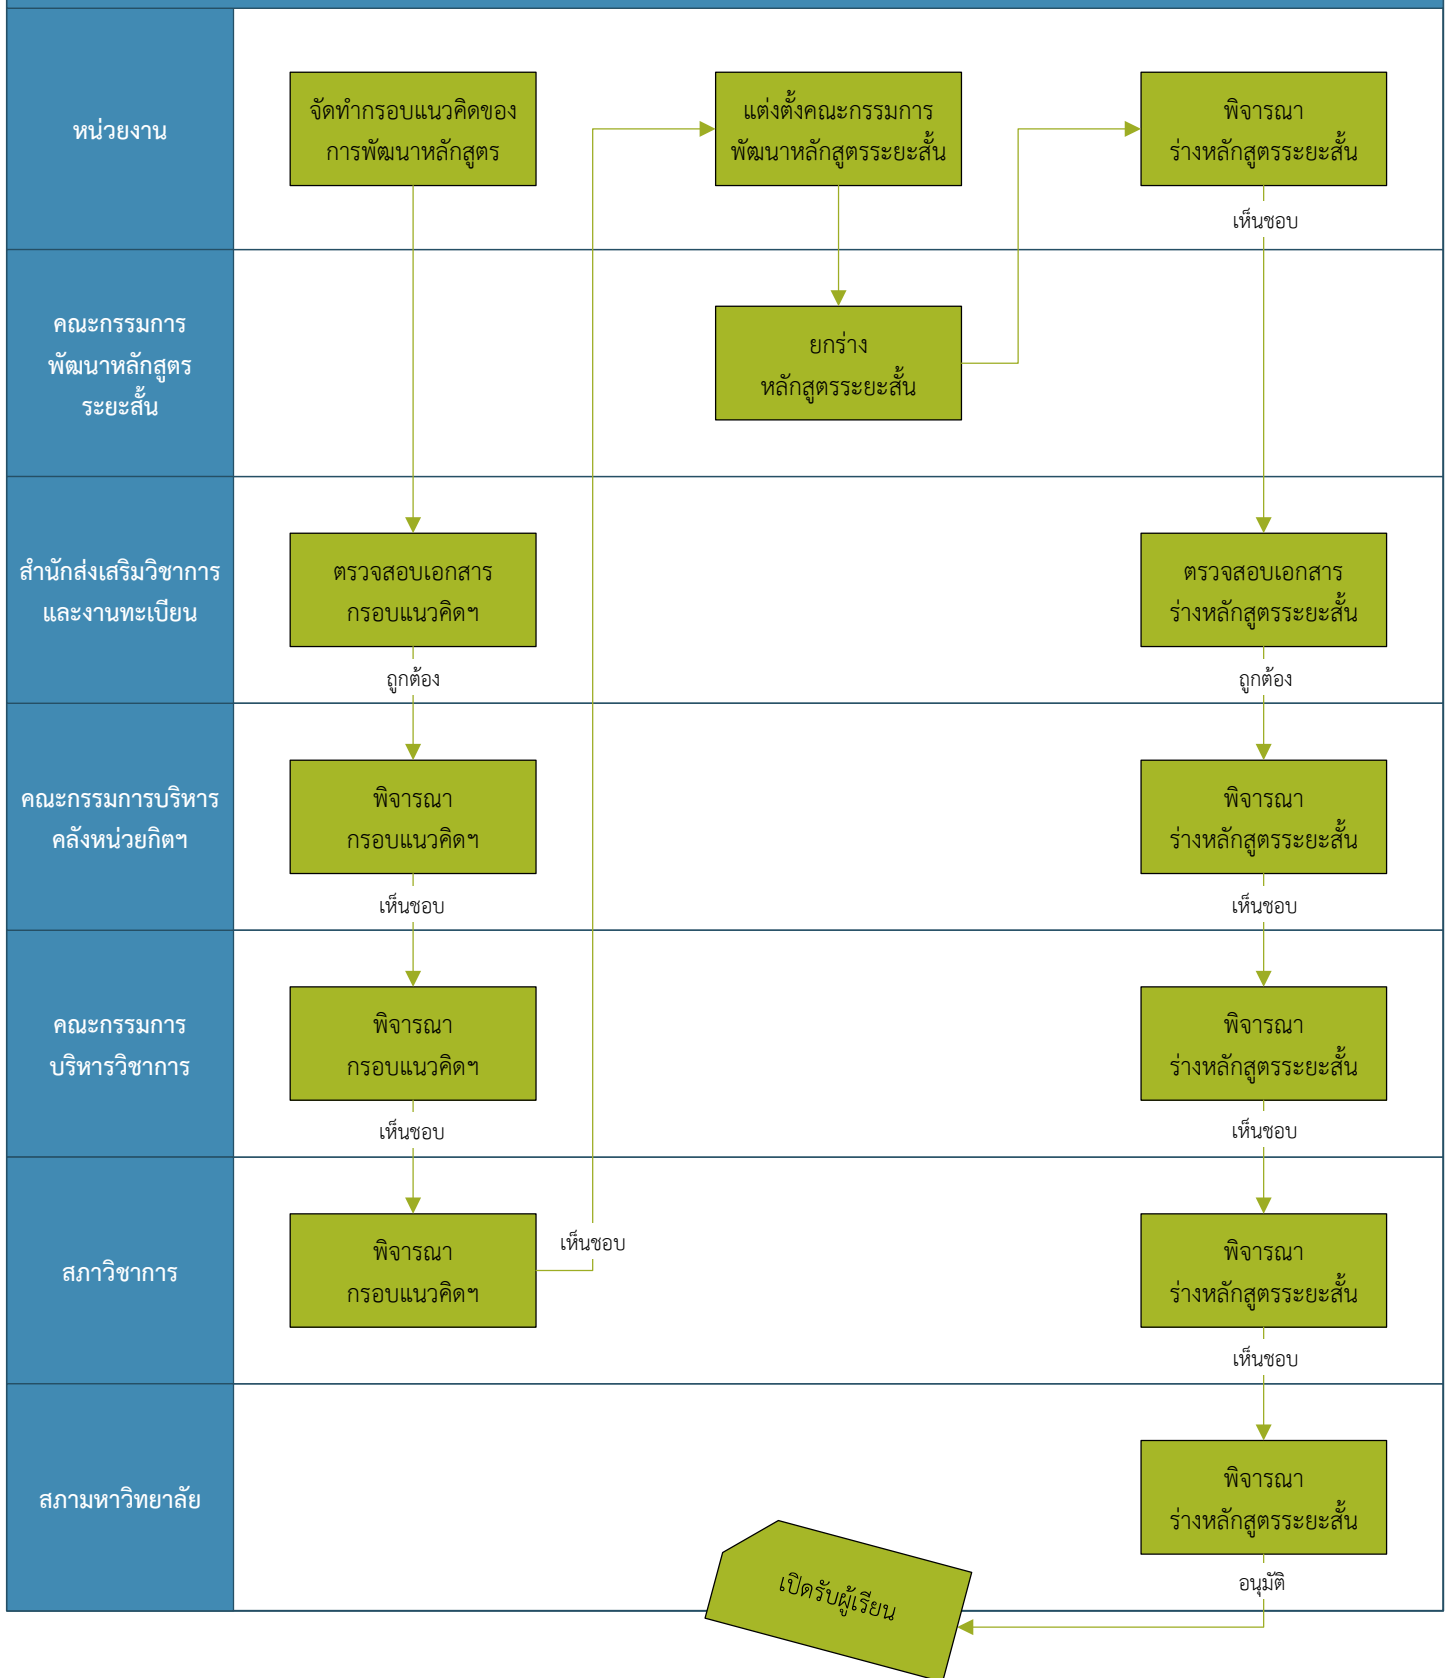 หน่วยงาน
จัดทำกรอบแนวคิดของ
การพัฒนาหลักสูตร
แต่งตั้งคณะกรรมการ
พัฒนาหลักสูตรระยะสั้น
พิจารณา
ร่างหลักสูตรระยะสั้น
เห็นชอบ
คณะกรรมการ
พัฒนาหลักสูตร
ระยะสั้น
ยกร่าง
หลักสูตรระยะสั้น
สำนักส่งเสริมวิชาการ
และงานทะเบียน
ตรวจสอบเอกสาร
กรอบแนวคิดฯ
ถูกต้อง
ตรวจสอบเอกสาร
ร่างหลักสูตรระยะสั้น
ถูกต้อง
คณะกรรมการบริหาร
คลังหน่วยกิตฯ
พิจารณา
กรอบแนวคิดฯ
เห็นชอบ
พิจารณา
ร่างหลักสูตรระยะสั้น
เห็นชอบ
คณะกรรมการ
บริหารวิชาการ
พิจารณา
กรอบแนวคิดฯ
เห็นชอบ
พิจารณา
ร่างหลักสูตรระยะสั้น
เห็นชอบ
สภาวิชาการ
พิจารณา
กรอบแนวคิดฯ
เห็นชอบ
พิจารณา
ร่างหลักสูตรระยะสั้น
เห็นชอบ
สภามหาวิทยาลัย
พิจารณา
ร่างหลักสูตรระยะสั้น
อนุมัติ
เปิดรับผู้เรียน